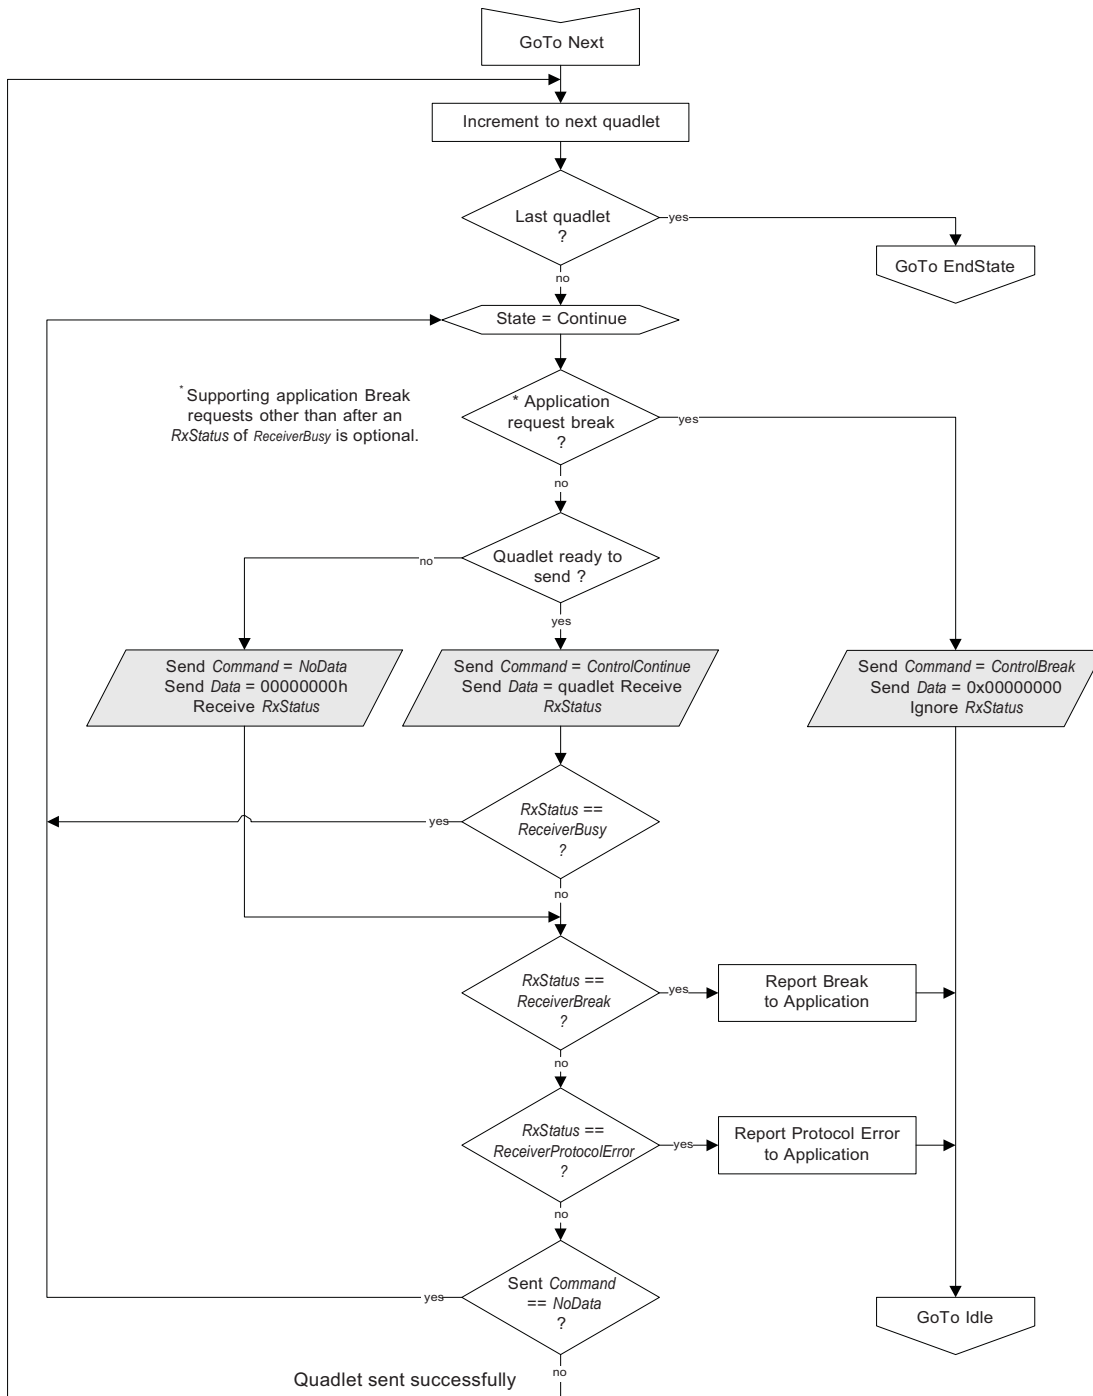 GoTo Next
Increment to next quadlet
Last quadlet
?
yes
GoTo EndState
no
State = Continue
* Supporting application Break
requests other than after an
RxStatus of ReceiverBusy is optional.
* Application
request break
?
yes
no
Quadlet ready to
send ?
no
yes
Send Command = NoData
Send Data = 00000000h
Receive RxStatus
Send Command = ControlContinue
Send Data = quadlet Receive
RxStatus
Send Command = ControlBreak
Send Data = 0x00000000
Ignore RxStatus
RxStatus ==
ReceiverBusy
?
yes
no
RxStatus ==
ReceiverBreak
?
yes
Report Break
to Application
no
RxStatus ==
ReceiverProtocolError
?
yes
Report Protocol Error
to Application
no
Sent Command
== NoData
?
yes
GoTo Idle
no
Quadlet sent successfully